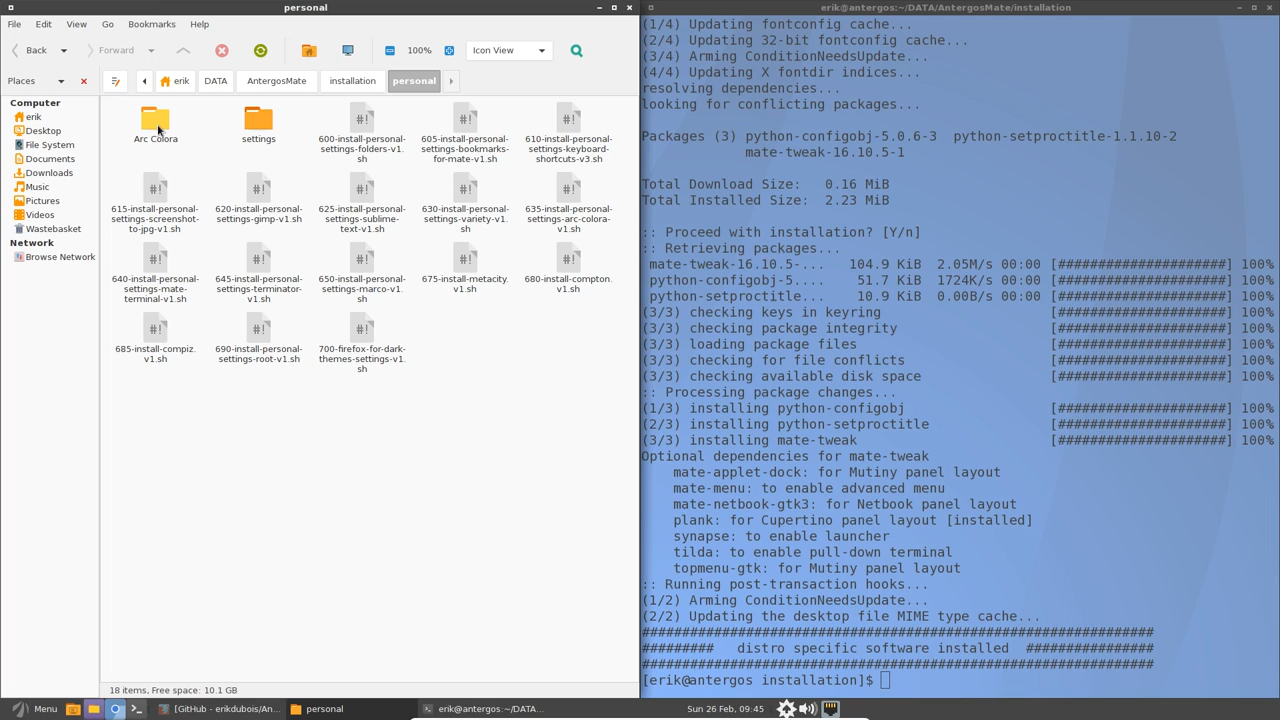 personal
File Edit View Go Bookmarks Help
Back Forward 100% Icon View
Places erik DATA AntergosMate installation personal
Computer
erik
Desktop
File System
Documents
Downloads
Music
Pictures
Videos
Wastebasket
Network
Browse Network
Arc Colora
settings
600-install-personal-
settings-folders-v1.
sh
605-install-personal-
settings-bookmarks-
for-mate-v1.sh
610-install-personal-
settings-keyboard-
shortcuts-v3.sh
615-install-personal-
settings-screenshot-
to-jpg-v1.sh
620-install-personal-
settings-gimp-v1.sh
625-install-personal-
settings-sublime-
text-v1.sh
630-install-personal-
settings-variety-v1.
sh
635-install-personal-
settings-arc-colora-
v1.sh
640-install-personal-
settings-mate-
terminal-v1.sh
645-install-personal-
settings-terminator-
v1.sh
650-install-personal-
settings-marco-v1.
sh
675-install-metacity.
v1.sh
680-install-compton.
v1.sh
685-install-compiz.
v1.sh
690-install-personal-
settings-root-v1.sh
700-firefox-for-dark-
themes-settings-v1.
sh
18 items, Free space: 10.1 GB
erik@antergos:~/DATA/AntergosMate/installation
(1/4) Updating fontconfig cache...
(2/4) Updating 32-bit fontconfig cache...
(3/4) Arming ConditionNeedsUpdate...
(4/4) Updating X fontdir indices...
resolving dependencies...
looking for conflicting packages...
Packages (3) python-configobj-5.0.6-3  python-setproctitle-1.1.10-2
mate-tweak-16.10.5-1
Total Download Size:   0.16 MiB
Total Installed Size:  2.23 MiB
:: Proceed with installation? [Y/n]
:: Retrieving packages...
mate-tweak-16.10.5-...   104.9 KiB  2.05M/s 00:00 [#####################] 100%
python-configobj-5....    51.7 KiB  1724K/s 00:00 [#####################] 100%
python-setproctitle...    10.9 KiB  0.00B/s 00:00 [#####################] 100%
(3/3) checking keys in keyring [#####################] 100%
(3/3) checking package integrity [#####################] 100%
(3/3) loading package files [#####################] 100%
(3/3) checking for file conflicts [#####################] 100%
(3/3) checking available disk space [#####################] 100%
:: Processing package changes...
(1/3) installing python-configobj [#####################] 100%
(2/3) installing python-setproctitle [#####################] 100%
(3/3) installing mate-tweak [#####################] 100%
Optional dependencies for mate-tweak
mate-applet-dock: for Mutiny panel layout
mate-menu: to enable advanced menu
mate-netbook-gtk3: for Netbook panel layout
plank: for Cupertino panel layout [installed]
synapse: to enable launcher
tilda: to enable pull-down terminal
topmenu-gtk: for Mutiny panel layout
:: Running post-transaction hooks...
(1/2) Arming ConditionNeedsUpdate...
(2/2) Updating the desktop file MIME type cache...
################################################################
#########   distro specific software installed  ################
################################################################
[erik@antergos installation]$
Menu [GitHub - erikdubois/An... personal erik@antergos:~/DATA... Sun 26 Feb, 09:45